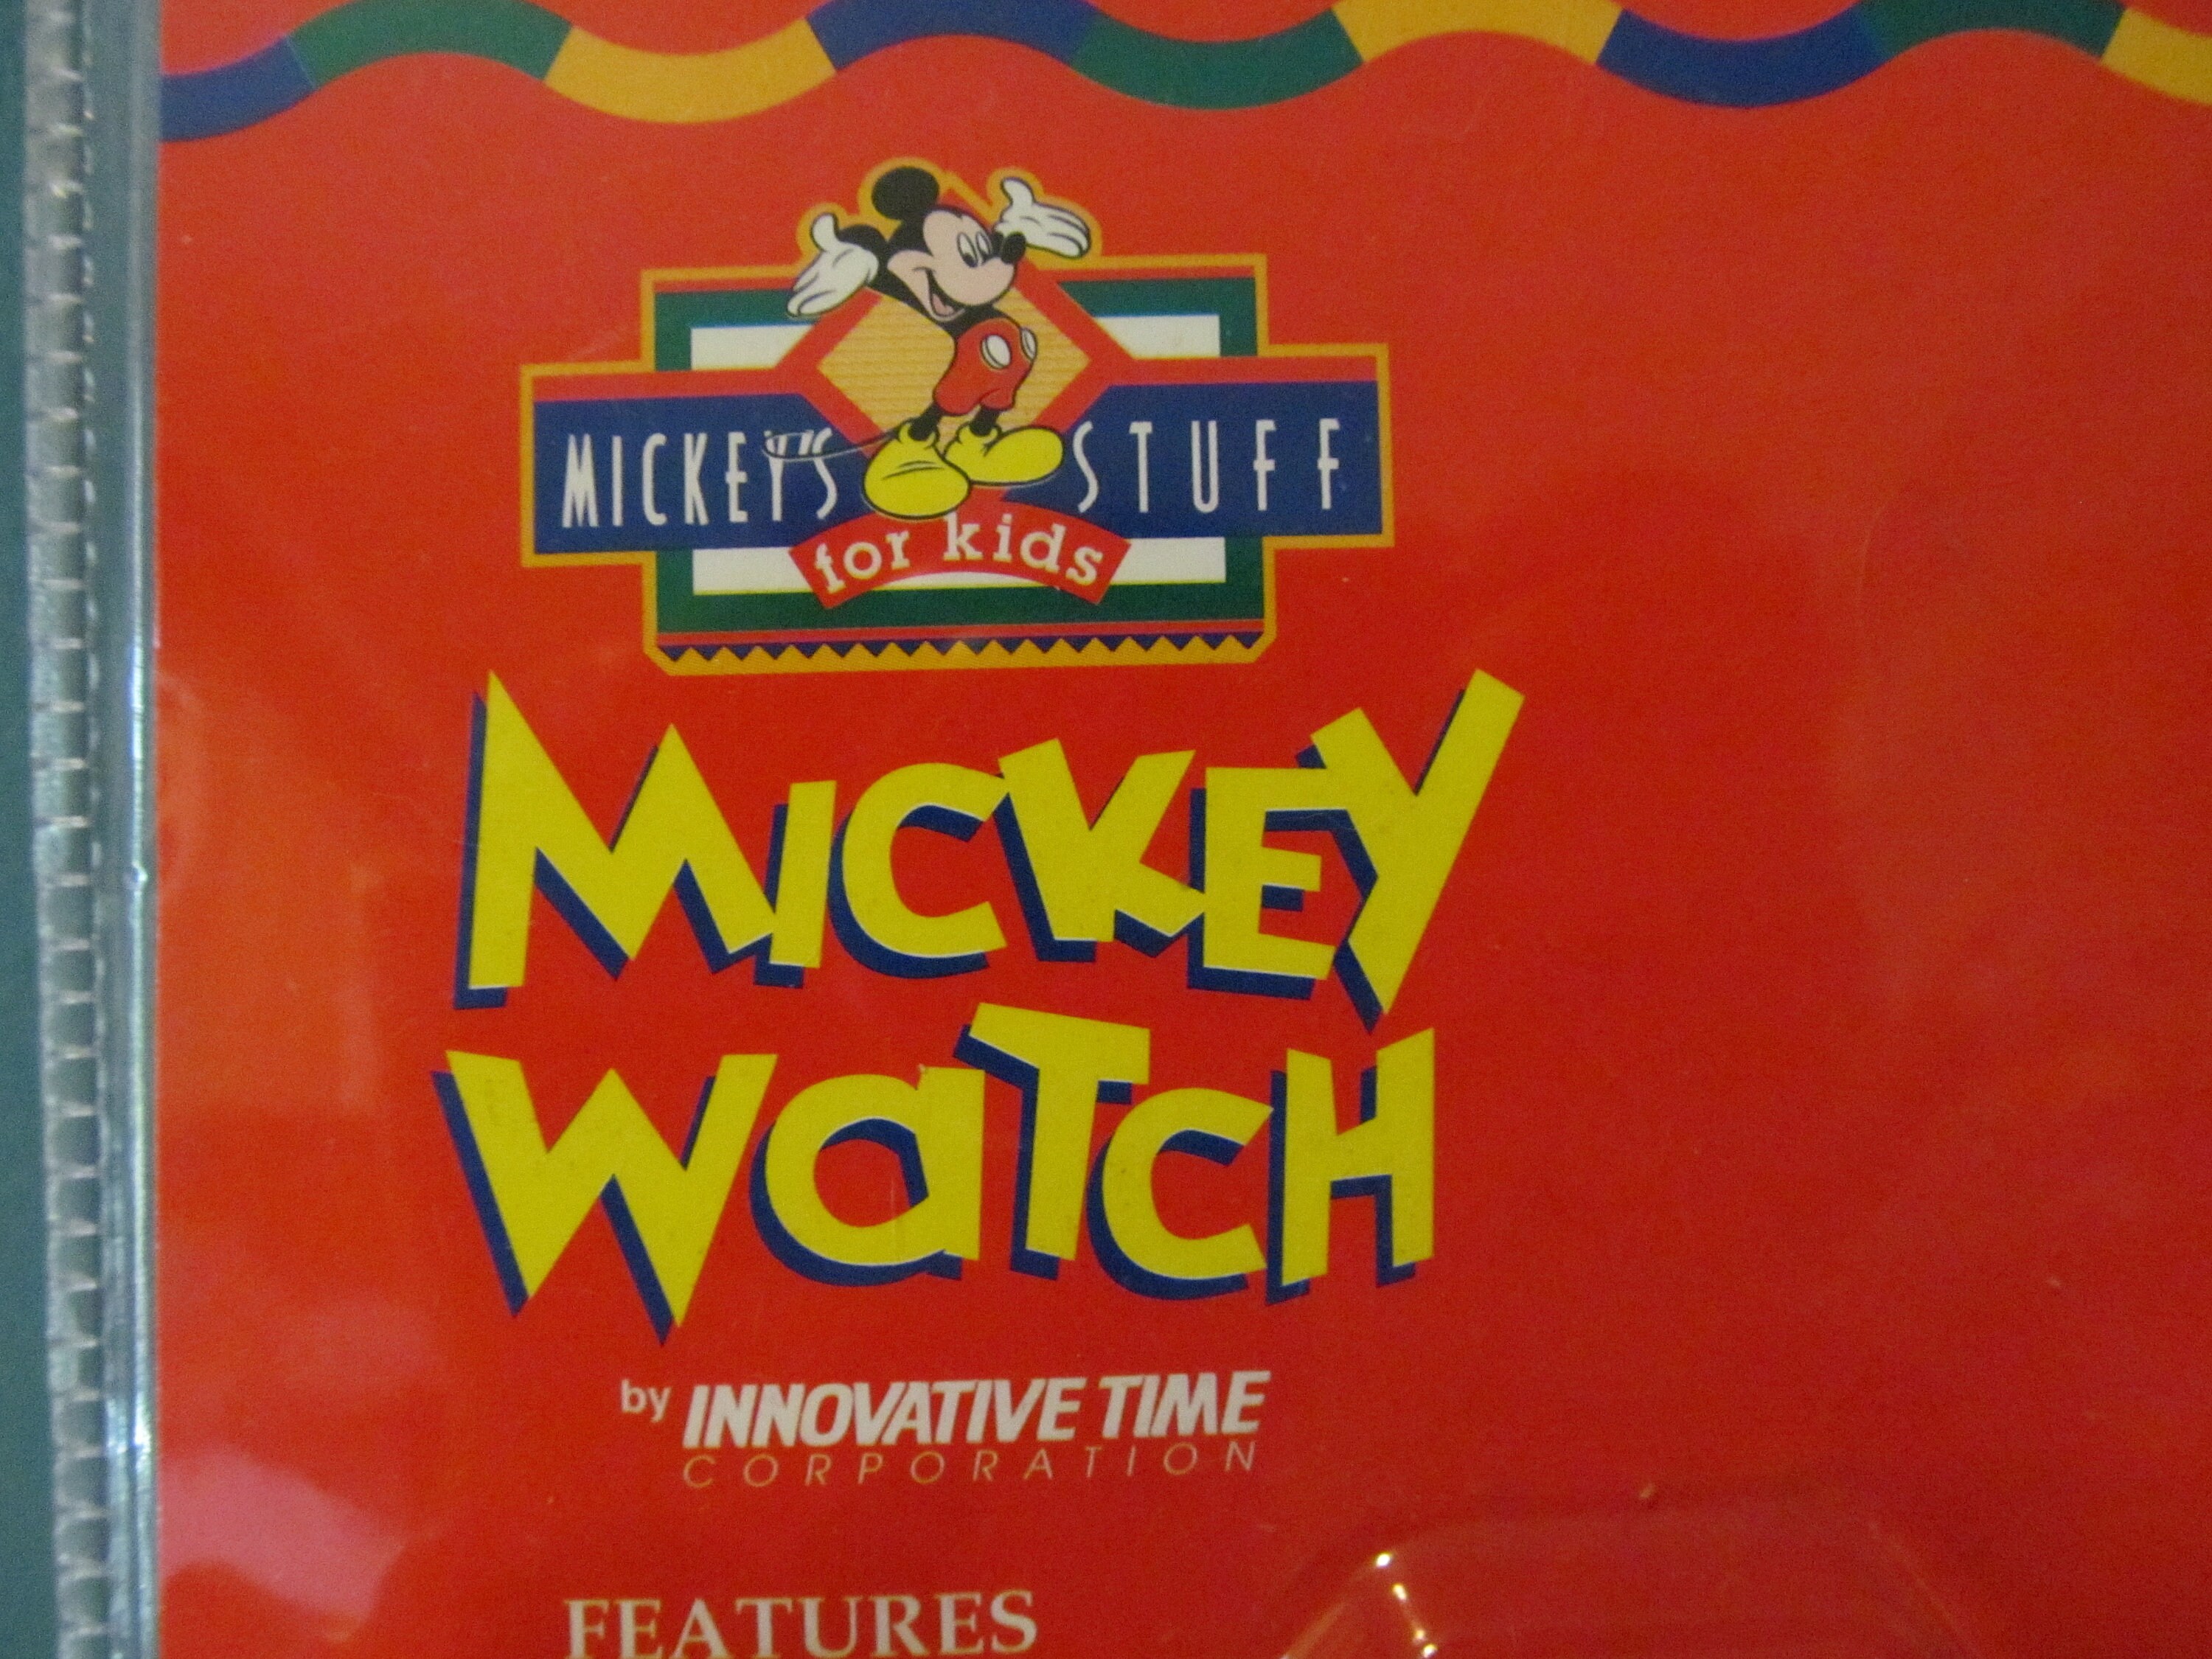 MICKEY'S STUFF
for kids
MICKEY
WaTCH
by INNOVATIVE TIME
CORPORATION
FEATURES